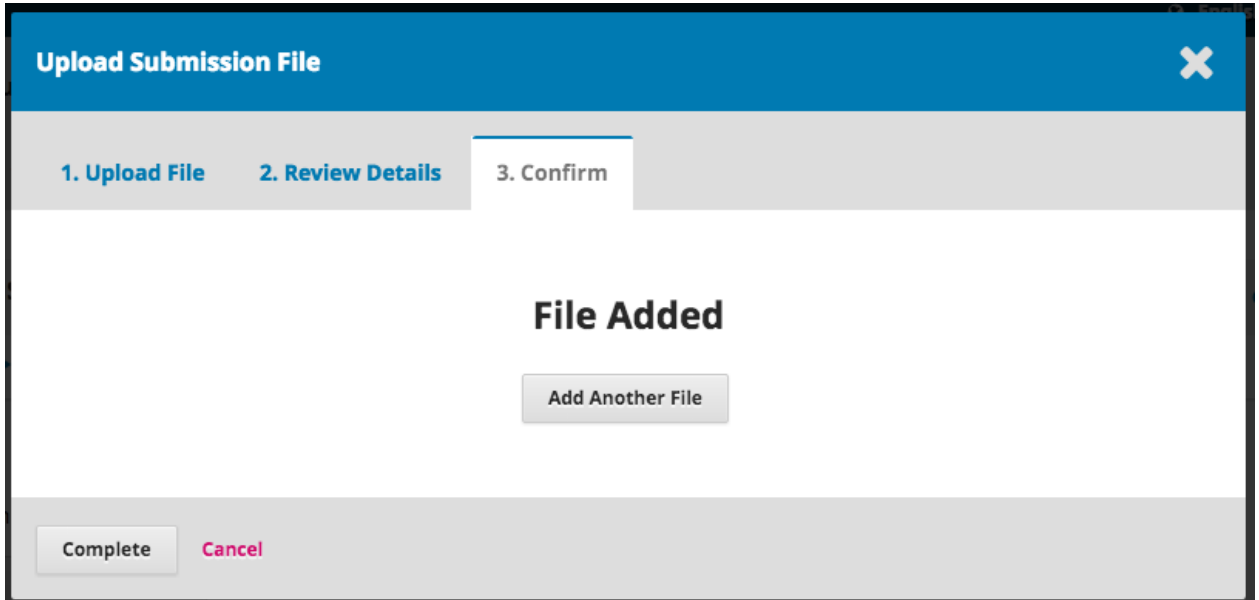 Upload Submission File
1. Upload File 2. Review Details 3. Confirm
File Added
Add Another File
Complete Cancel